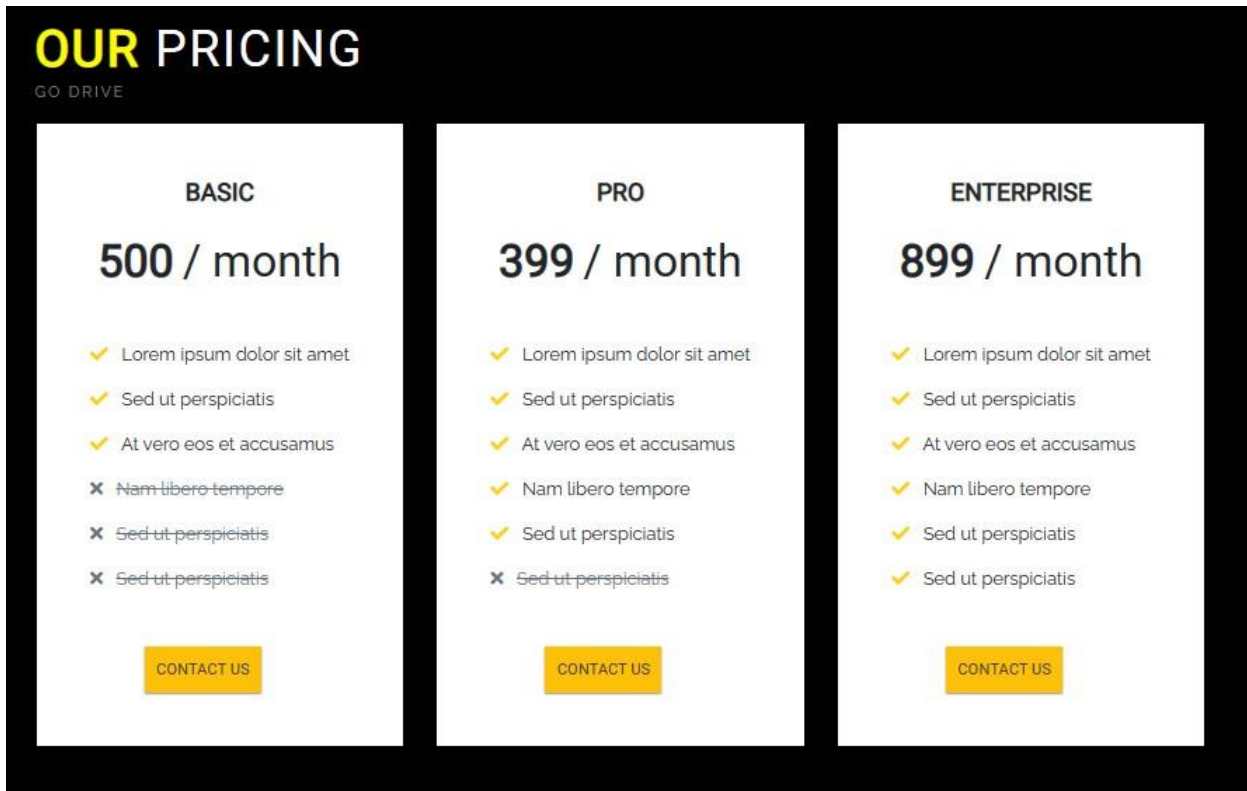 OUR PRICING
GO DRIVE
BASIC
500 / month
Lorem ipsum dolor sit amet
Sed ut perspiciatis
At vero eos et accusamus
Nam libero tempore
Sed ut perspiciatis
Sed ut perspiciatis
CONTACT US
PRO
399 / month
Lorem ipsum dolor sit amet
Sed ut perspiciatis
At vero eos et accusamus
Nam libero tempore
Sed ut perspiciatis
Sed ut perspiciatis
CONTACT US
ENTERPRISE
899 / month
Lorem ipsum dolor sit amet
Sed ut perspiciatis
At vero eos et accusamus
Nam libero tempore
Sed ut perspiciatis
Sed ut perspiciatis
CONTACT US